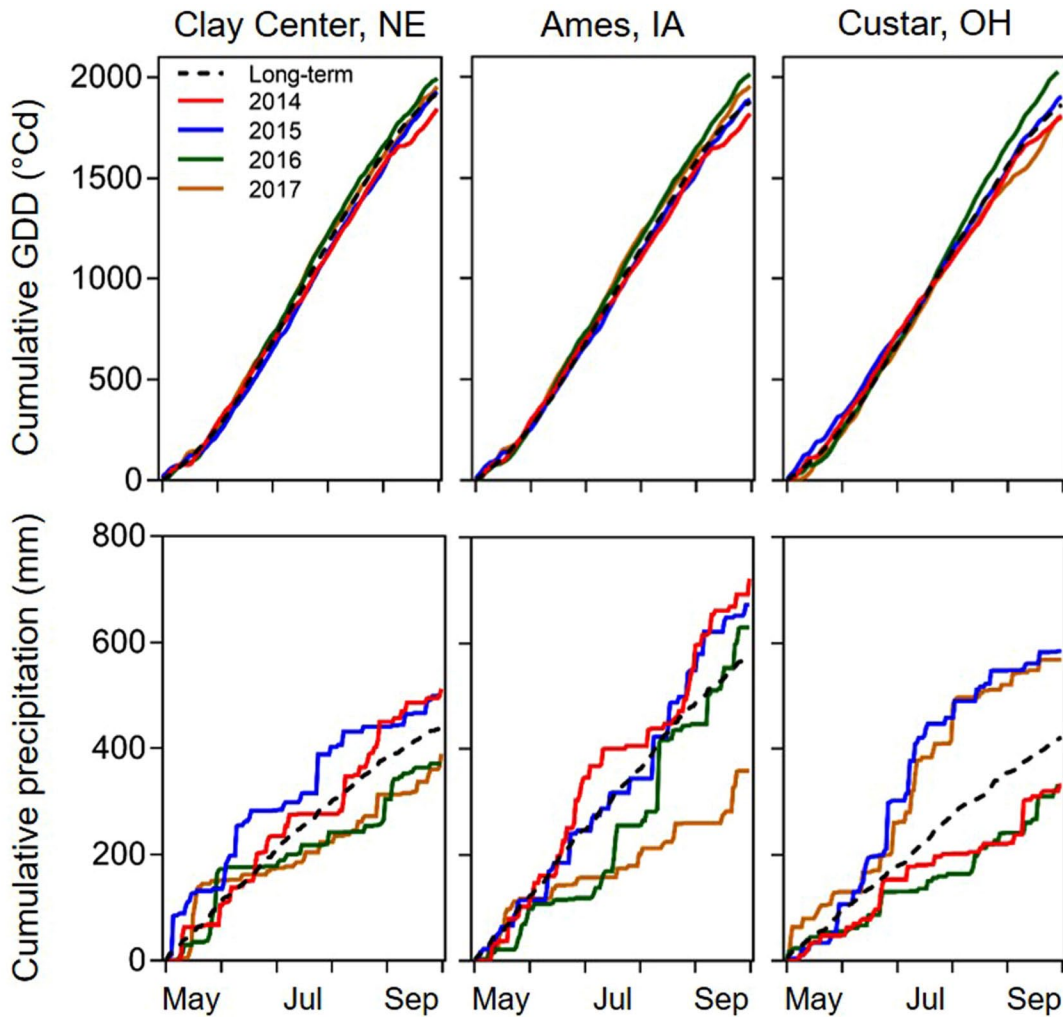 Clay Center, NE
Ames, IA
Custar, OH
Cumulative GDD (°Cd)
2000
1500
1000
500
0
Long-term
2014
2015
2016
2017
Cumulative precipitation (mm)
800
600
400
200
0
May Jul Sep
May Jul Sep
May Jul Sep